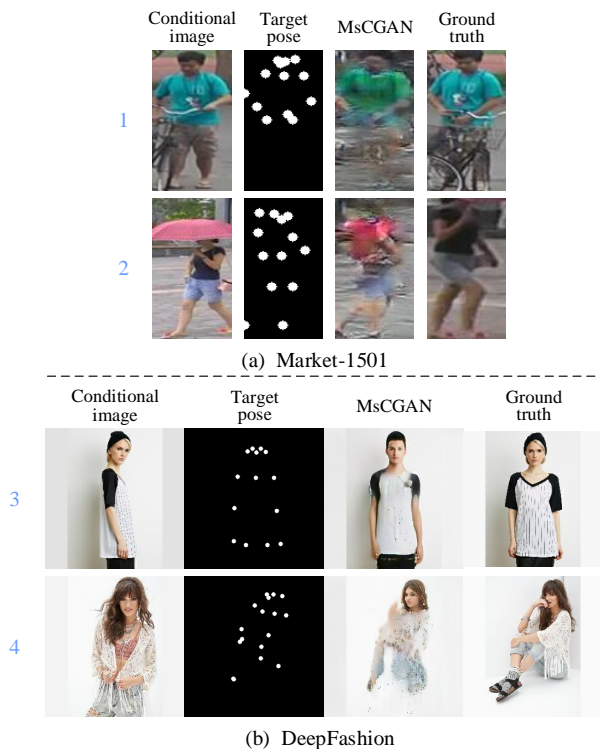 Conditional image
Target pose
MsCGAN
Ground truth
1
2
(a) Market-1501
Conditional image
Target pose
MsCGAN
Ground truth
3
4
(b) DeepFashion